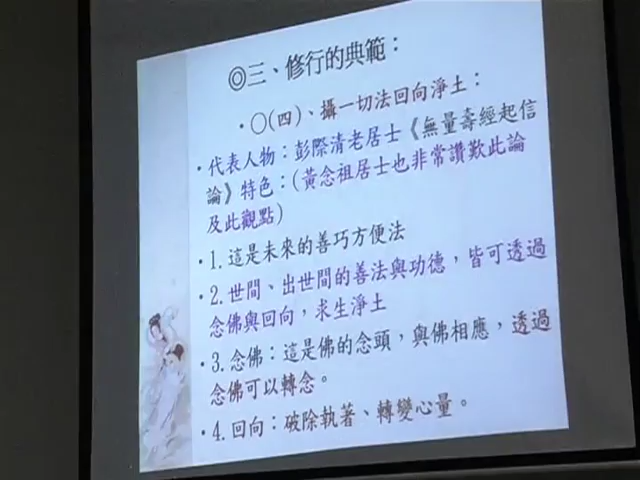 ◎三、修行的典範：
•○(四)、攝一切法回向淨土：
•代表人物：彭際清老居士《無量壽經起信
論》特色：(黃念祖居士也非常讚歎此論
及此觀點)
•1.這是未來的善巧方便法
•2.世間、出世間的善法與功德，皆可透過
念佛與回向，求生淨土
•3.念佛：這是佛的念頭，與佛相應，透過
念佛可以轉念。
•4.回向：破除執著、轉變心量。